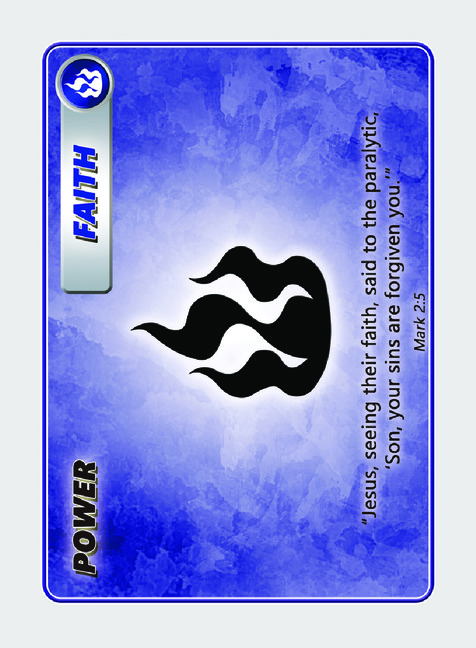 POWER
FAITH
“Jesus, seeing their faith, said to the paralytic,
‘Son, your sins are forgiven you.’”
Mark 2:5